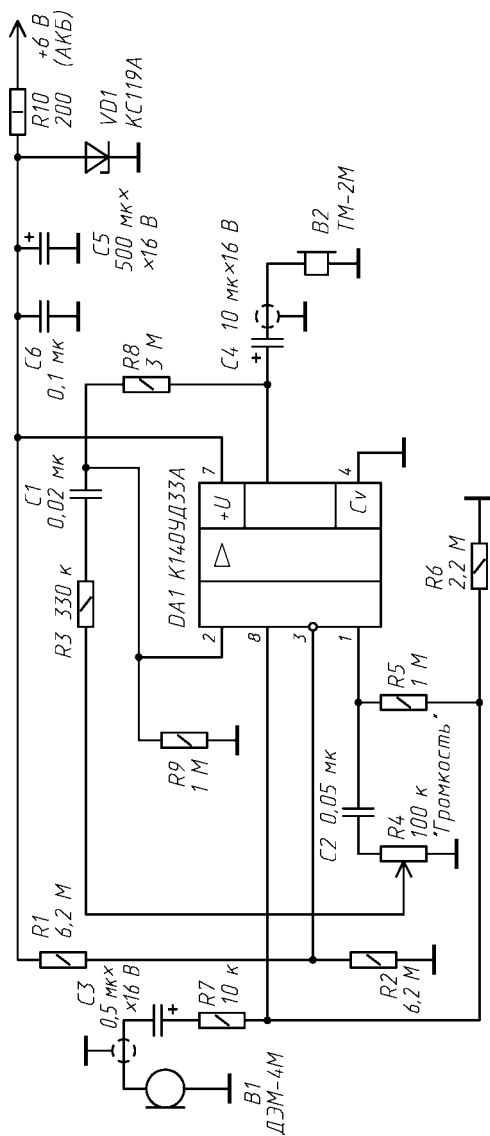 R1
6,2 М
R3 330 к
C1
0,02 мк
C6
0,1 мк
C5
500 мк×
×16 В
R10
200
+6 В
(АКБ)
VD1
КС119А
C3
0,5 мк×
×16 В
R9
1 М
R8
3 М
DA1 К140УД33А
2
8
3
1
+U
Cv
7
4
C4 10 мк×16 В
B2
ТМ-2М
R7
10 к
B1
ДЭМ-4М
C2 0,05 мк
R2
6,2 М
R4
100 к
"Громкость"
R5
1 М
R6
2,2 М